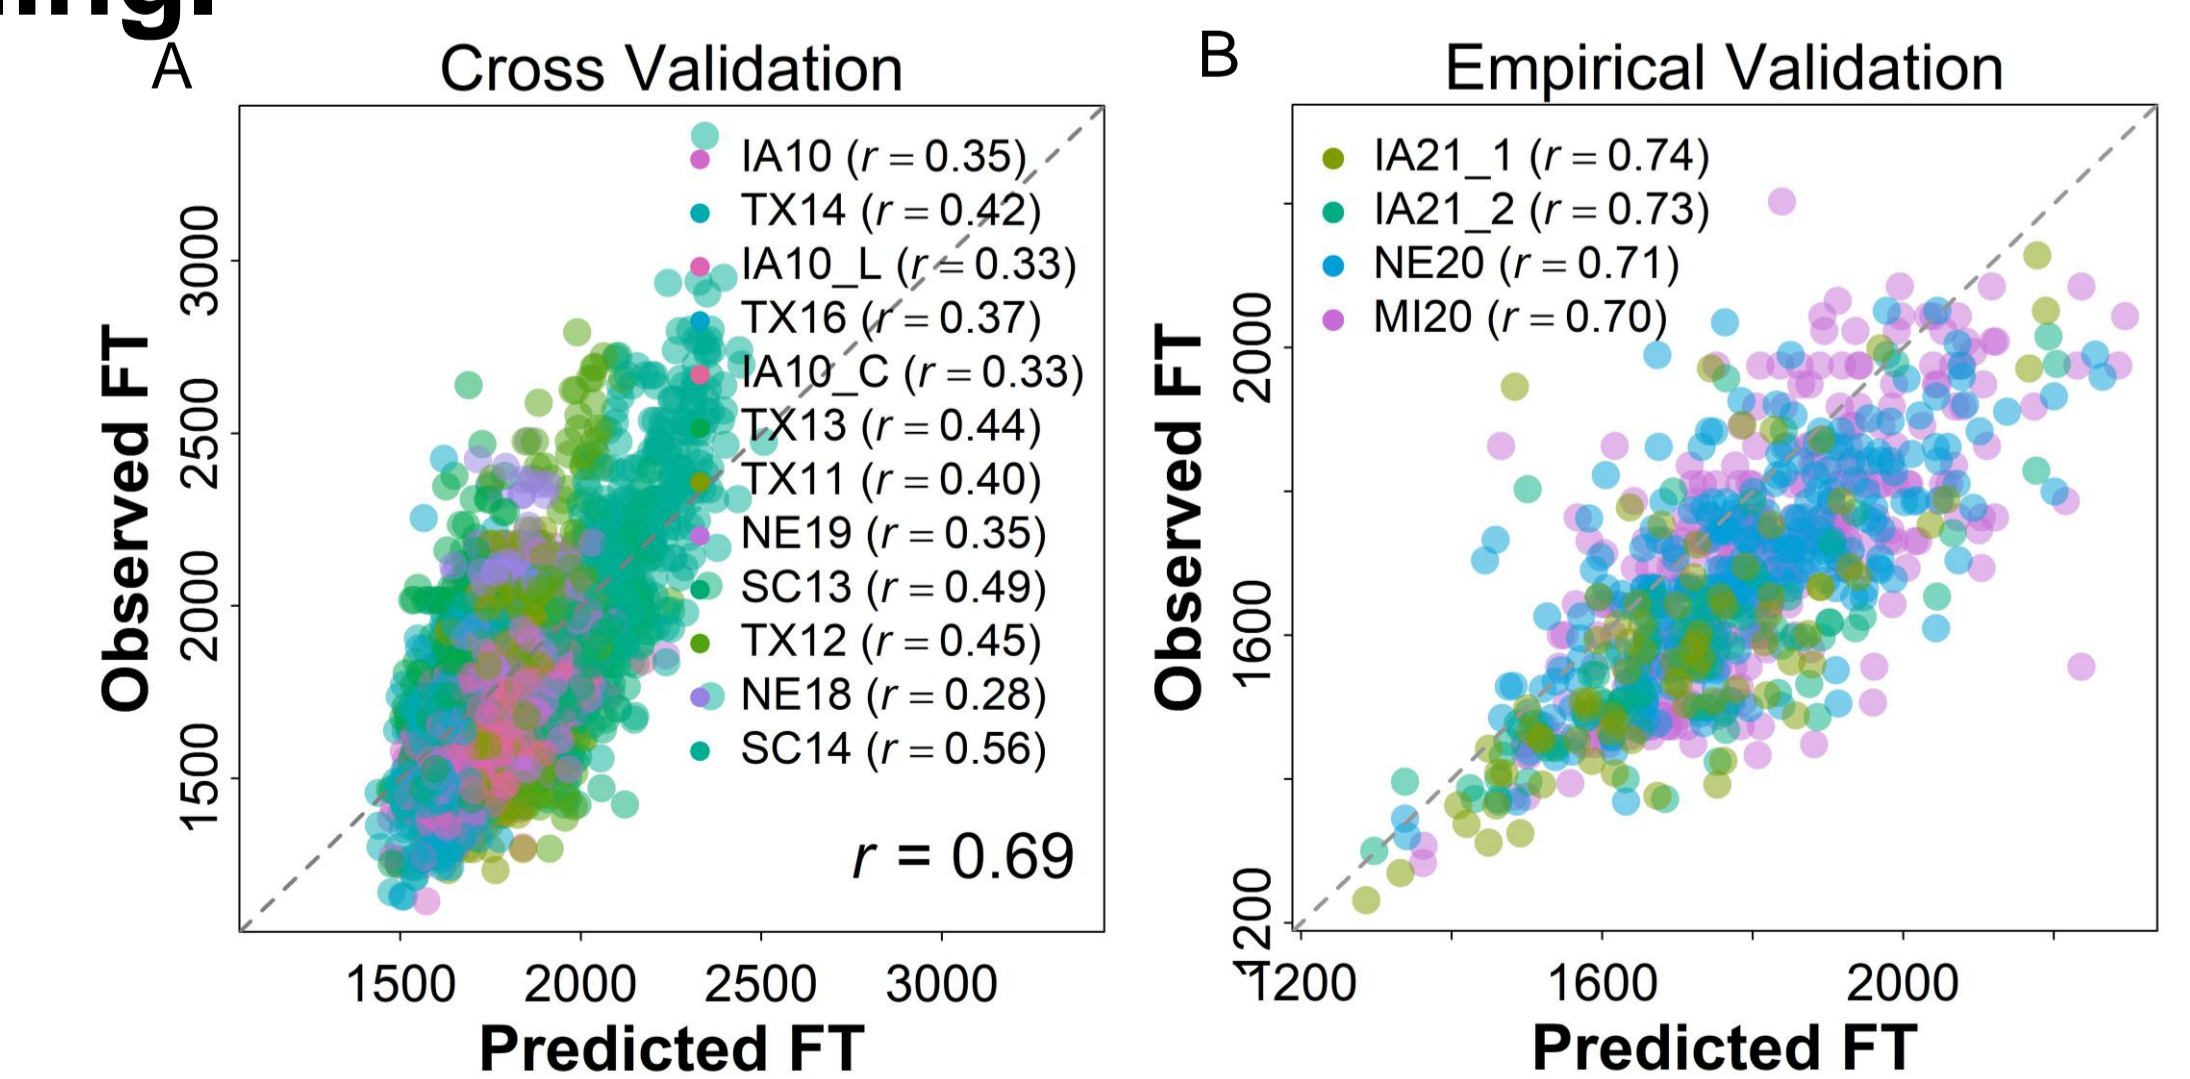 A
Cross Validation
IA10 (r = 0.35)
TX14 (r = 0.42)
IA10_L (r = 0.33)
TX16 (r = 0.37)
IA10_C (r = 0.33)
TX13 (r = 0.44)
TX11 (r = 0.40)
NE19 (r = 0.35)
SC13 (r = 0.49)
TX12 (r = 0.45)
NE18 (r = 0.28)
SC14 (r = 0.56)
r = 0.69
Observed FT
3000
2500
2000
1500
1500 2000 2500 3000
Predicted FT
B
Empirical Validation
IA21_1 (r = 0.74)
IA21_2 (r = 0.73)
NE20 (r = 0.71)
MI20 (r = 0.70)
Observed FT
2000
1600
1200
1200 1600 2000
Predicted FT